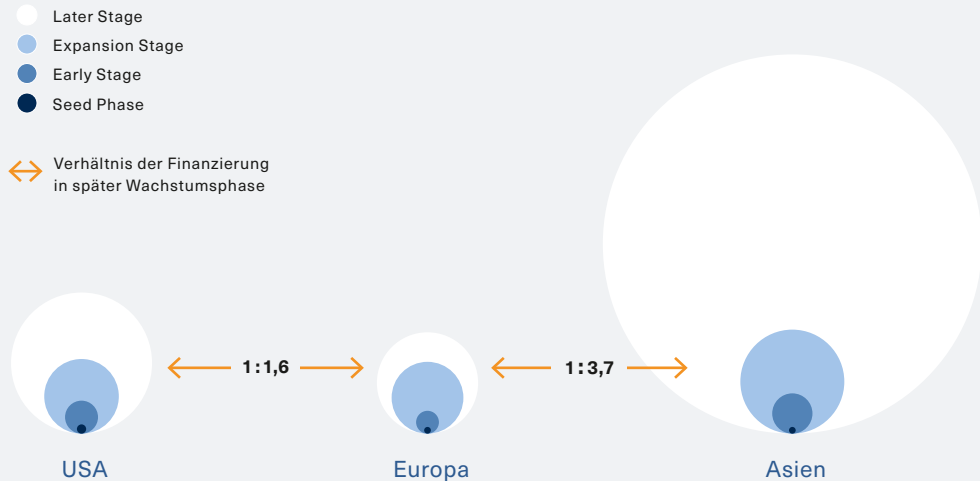 Later Stage
Expansion Stage
Early Stage
Seed Phase
Verhältnis der Finanzierung
in später Wachstumsphase
1:1,6
1:3,7
USA
Europa
Asien